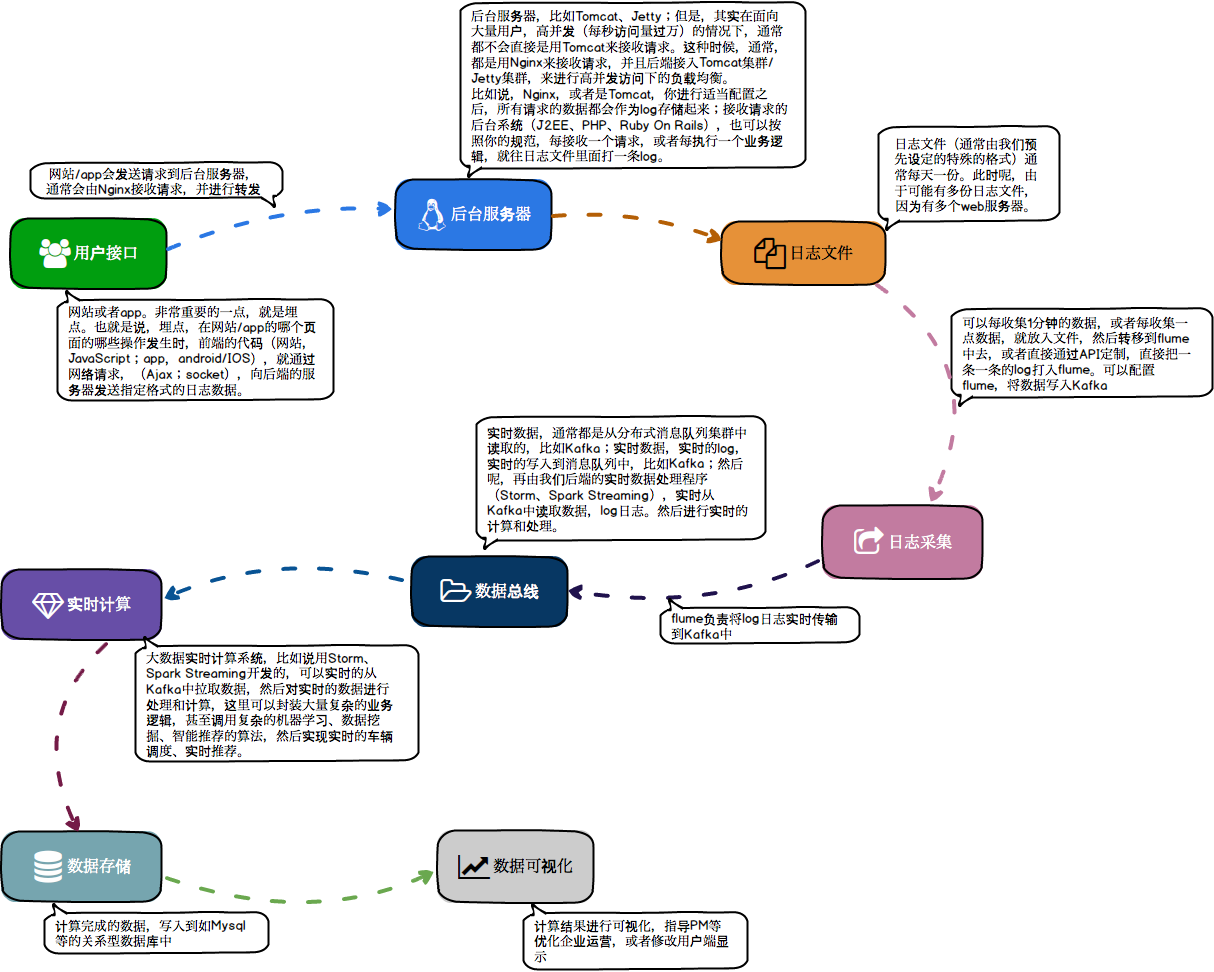 后台服务器，比如Tomcat、Jetty；但是，其实在面向
大量用户，高并发（每秒访问量过万）的情况下，通常
都不会直接是用Tomcat来接收请求。这种时候，通常，
都是用Nginx来接收请求，并且后端接入Tomcat集群/
Jetty集群，来进行高并发访问下的负载均衡。
比如说，Nginx，或者是Tomcat，你进行适当配置之
后，所有请求的数据都会作为log存储起来；接收请求的
后台系统（J2EE、PHP、Ruby On Rails），也可以按
照你的规范，每接收一个请求，或者每执行一个业务逻
辑，就往日志文件里面打一条log。
网站/app会发送请求到后台服务器，
通常会由Nginx接收请求，并进行转发
后台服务器
日志文件（通常由我们预
先设定的特殊的格式）通
常每天一份。此时呢，由
于可能有多份日志文件，
因为有多个web服务器。
用户接口
日志文件
网站或者app。非常重要的一点，就是埋
点。也就是说，埋点，在网站/app的哪个页
面的哪些操作发生时，前端的代码（网站，
JavaScript；app，android/IOS），就通过
网络请求，（Ajax；socket），向后端的服
务器发送指定格式的日志数据。
可以每收集1分钟的数据，或者每收集一
点数据，就放入文件，然后转移到flume
中去，或者直接通过API定制，直接把一
条一条的log打入flume。可以配置
flume，将数据写入Kafka
实时数据，通常都是从分布式消息队列集群中
读取的，比如Kafka；实时数据，实时的log，
实时的写入到消息队列中，比如Kafka；然后
呢，再由我们后端的实时数据处理程序
（Storm、Spark Streaming），实时从
Kafka中读取数据，log日志。然后进行实时的
计算和处理。
日志采集
数据总线
实时计算
flume负责将log日志实时传输
到Kafka中
大数据实时计算系统，比如说用Storm、
Spark Streaming开发的，可以实时的从
Kafka中拉取数据，然后对实时的数据进行
处理和计算，这里可以封装大量复杂的业务
逻辑，甚至调用复杂的机器学习、数据挖
掘、智能推荐的算法，然后实现实时的车辆
调度、实时推荐。
数据存储
数据可视化
计算完成的数据，写入到如Mysql
等的关系型数据库中
计算结果进行可视化，指导PM等
优化企业运营，或者修改用户端显
示